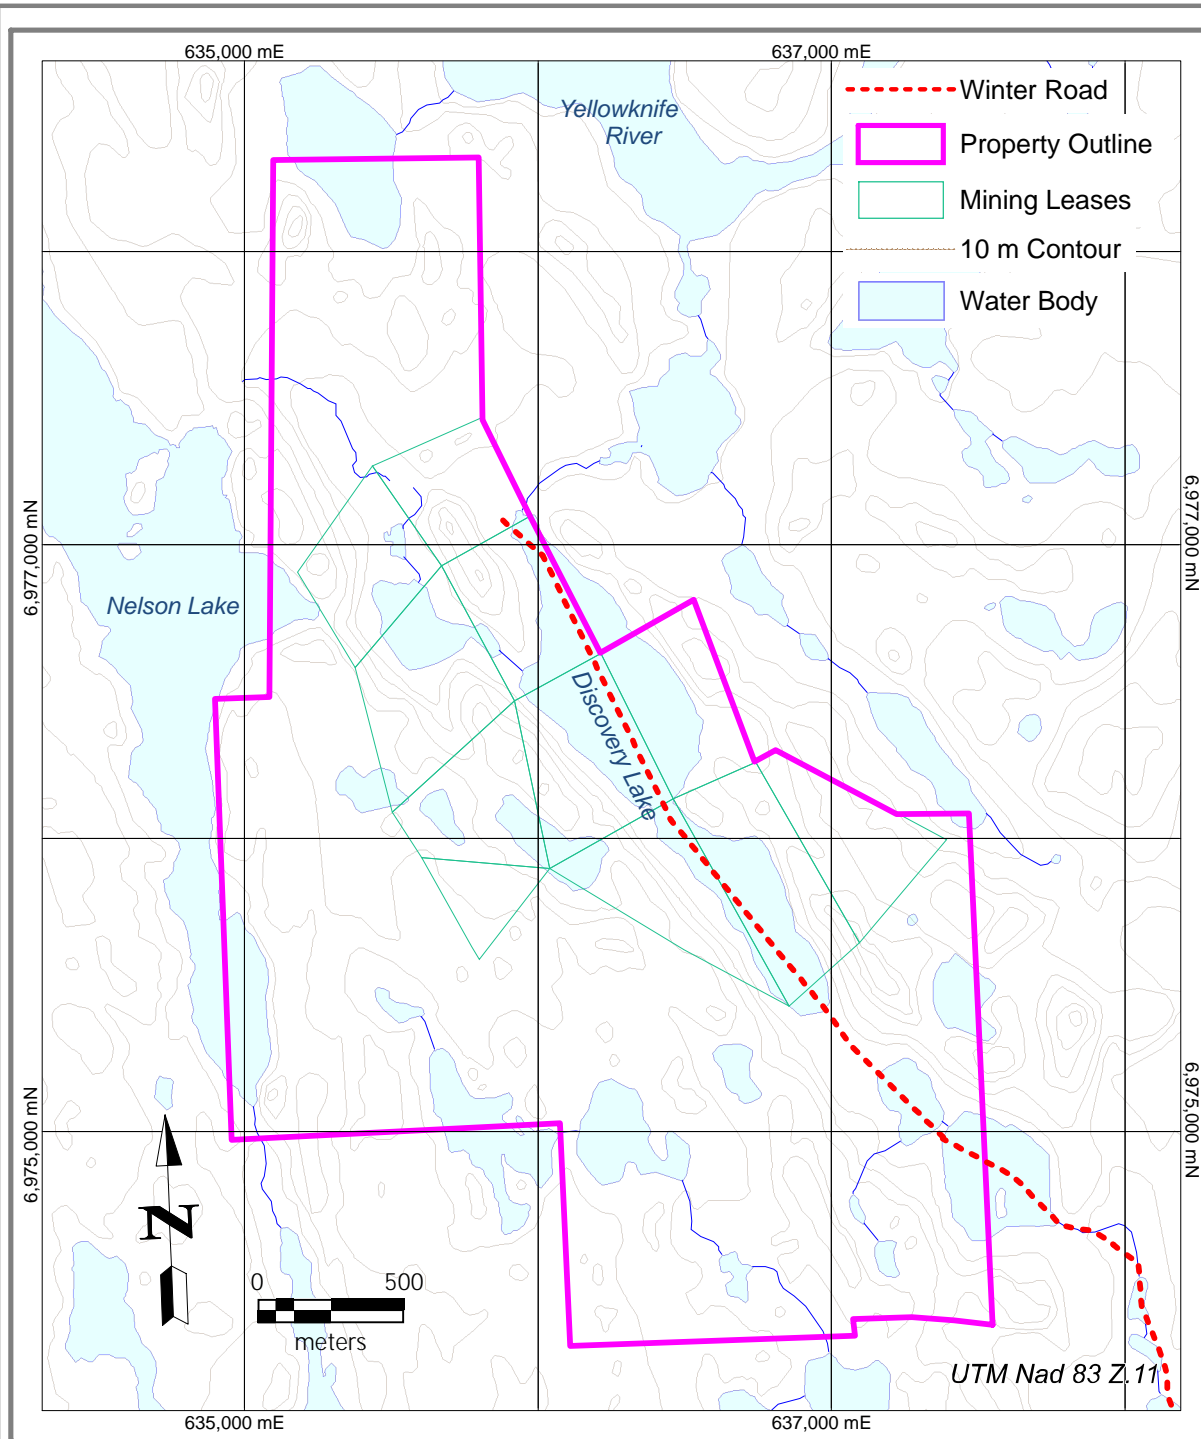 635,000 mE
637,000 mE
Yellowknife
River
Winter Road
Property Outline
Mining Leases
10 m Contour
Water Body
6,977,000 mN
6,977,000 mN
Nelson Lake
Discovery Lake
6,975,000 mN
6,975,000 mN
N
0
500
meters
UTM Nad 83 Z.11
635,000 mE
637,000 mE